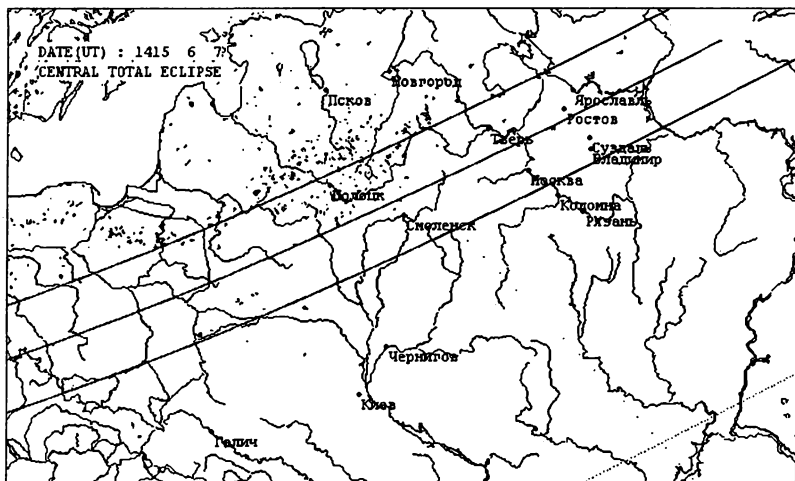 DATE(UT) : 1415 6 7
CENTRAL TOTAL ECLIPSE
Новгород
Псков
Ярославль
Ростов
Тверь
Суздаль
Владимир
Москва
Полоцк
Коломна
Смоленск
Рязань
Чернигов
Киев
Галич